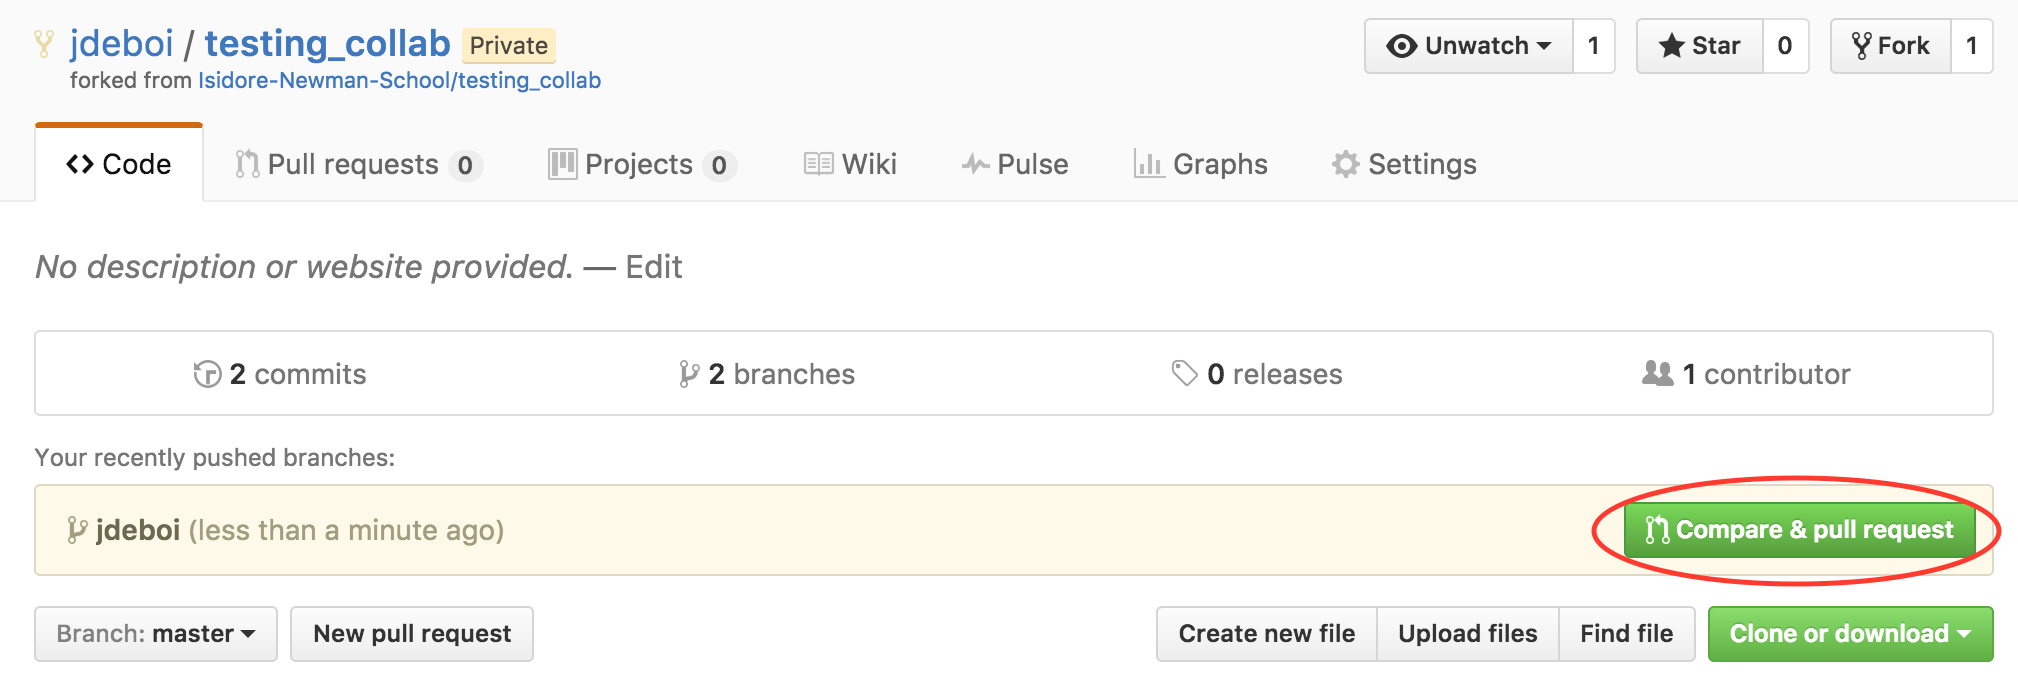 jdeboi / testing_collab Private Unwatch 1 Star 0 Fork 1
forked from Isidore-Newman-School/testing_collab
Code Pull requests 0 Projects 0 Wiki Pulse Graphs Settings
No description or website provided. — Edit
2 commits 2 branches 0 releases 1 contributor
Your recently pushed branches:
jdeboi (less than a minute ago) Compare & pull request
Branch: master New pull request Create new file Upload files Find file Clone or download